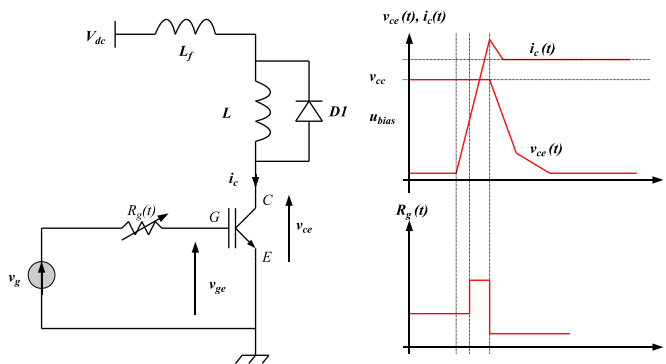 V_dc
L_f
L
D1
i_c
C
R_g(t)
G
v_ce
E
v_g
v_ge
v_ce(t), i_c(t)
i_c(t)
v_cc
u_bias
v_ce(t)
R_g(t)